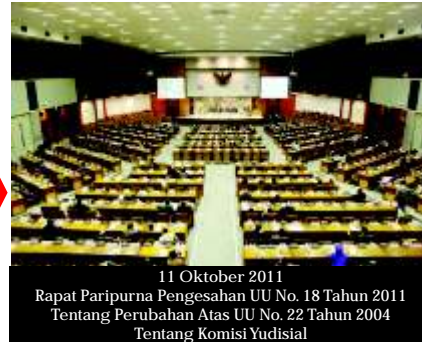 11 Oktober 2011
Rapat Paripurna Pengesahan UU No. 18 Tahun 2011
Tentang Perubahan Atas UU No. 22 Tahun 2004
Tentang Komisi Yudisial